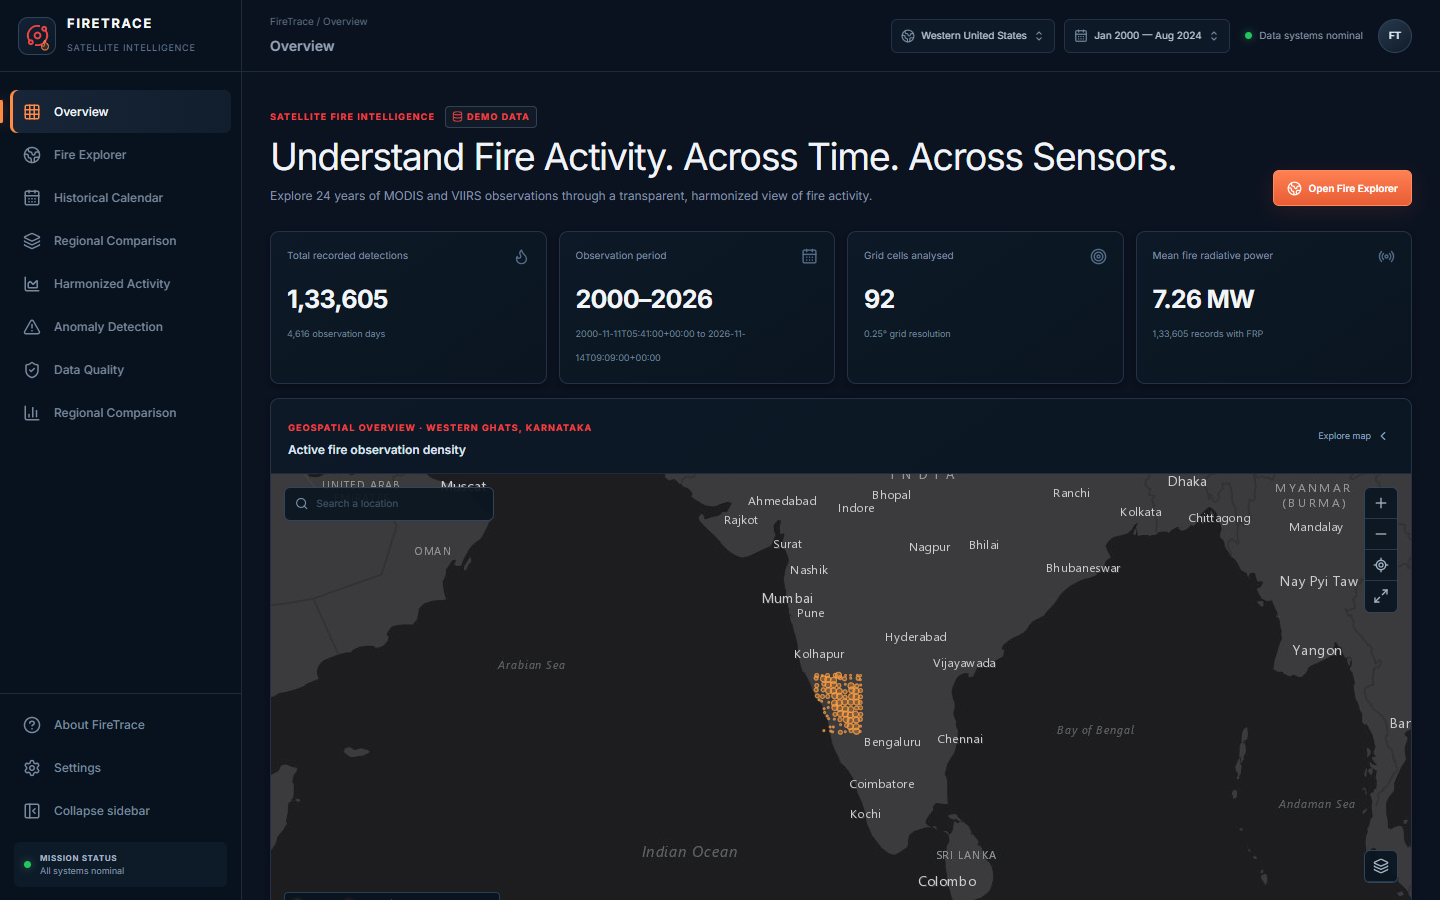 FIRETRACE
SATELLITE INTELLIGENCE
FireTrace / Overview
Overview
Western United States
Jan 2000 — Aug 2024
Data systems nominal
FT
Overview
Fire Explorer
Historical Calendar
Regional Comparison
Harmonized Activity
Anomaly Detection
Data Quality
Regional Comparison
About FireTrace
Settings
Collapse sidebar
MISSION STATUS
All systems nominal
SATELLITE FIRE INTELLIGENCE
DEMO DATA
Understand Fire Activity. Across Time. Across Sensors.
Explore 24 years of MODIS and VIIRS observations through a transparent, harmonized view of fire activity.
Open Fire Explorer
Total recorded detections
1,33,605
4,616 observation days
Observation period
2000–2026
2000-11-11T05:41:00+00:00 to 2026-11-
14T09:09:00+00:00
Grid cells analysed
92
0.25° grid resolution
Mean fire radiative power
7.26 MW
1,33,605 records with FRP
GEOSPATIAL OVERVIEW · WESTERN GHATS, KARNATAKA
Active fire observation density
Explore map
UNITED ARAB
Muscat
Search a location
OMAN
INDIA
Ahmedabad
Bhopal
Indore
Rajkot
Ranchi
Dhaka
Kolkata
Chittagong
MYANMAR
(BURMA)
Mandalay
Surat
Nagpur
Bhilai
Nashik
Bhubaneswar
Nay Pyi Taw
Mumbai
Pune
Hyderabad
Kolhapur
Vijayawada
Yangon
Arabian Sea
Bay of Bengal
Bar
Bengaluru
Chennai
Coimbatore
Kochi
Andaman Sea
Indian Ocean
SRI LANKA
Colombo